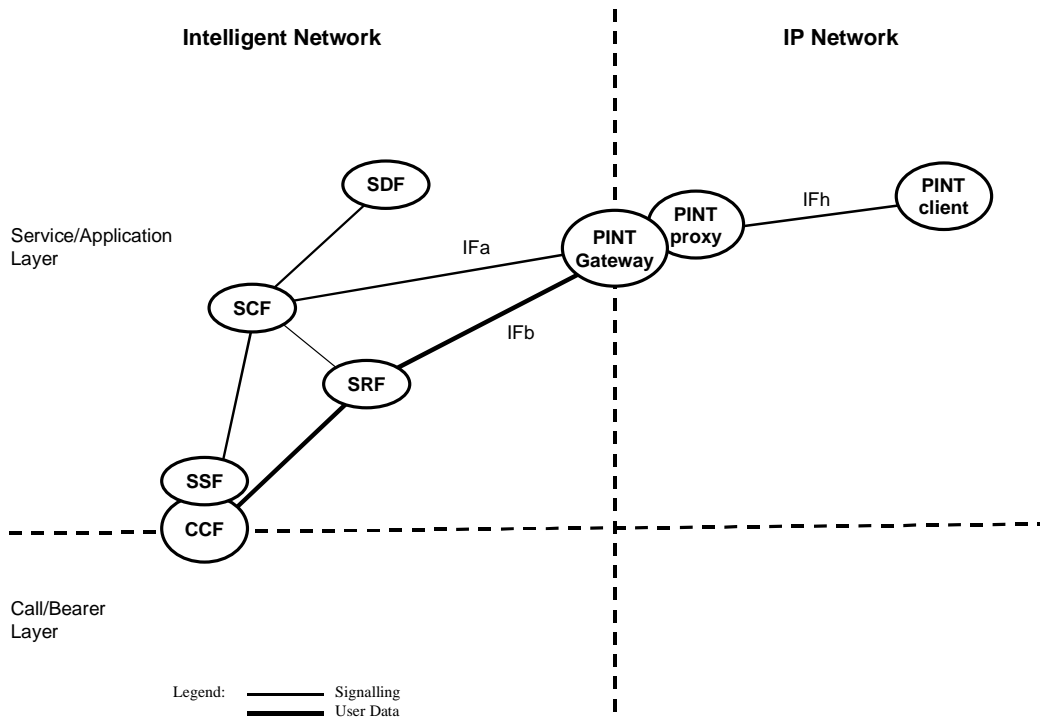 Intelligent Network
IP Network
SDF
PINT
client
PINT
proxy
IFh
Service/Application
Layer
PINT
Gateway
IFa
SCF
IFb
SRF
SSF
CCF
Call/Bearer
Layer
Legend:
Signalling
User Data